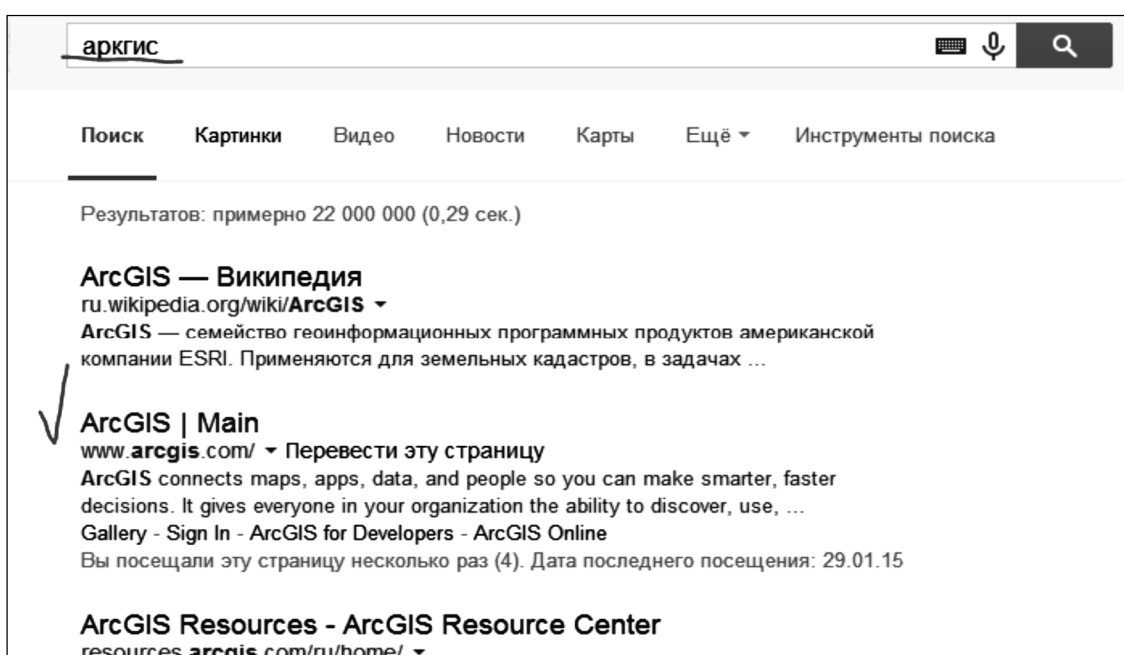 аркгис
Поиск Картинки Видео Новости Карты Ещё Инструменты поиска
Результатов: примерно 22 000 000 (0,29 сек.)
ArcGIS — Википедия
ru.wikipedia.org/wiki/ArcGIS
ArcGIS — семейство геоинформационных программных продуктов американской
компании ESRI. Применяются для земельных кадастров, в задачах ...
ArcGIS | Main
www.arcgis.com/ Перевести эту страницу
ArcGIS connects maps, apps, data, and people so you can make smarter, faster
decisions. It gives everyone in your organization the ability to discover, use, ...
Gallery - Sign In - ArcGIS for Developers - ArcGIS Online
Вы посещали эту страницу несколько раз (4). Дата последнего посещения: 29.01.15
ArcGIS Resources - ArcGIS Resource Center
resources.arcgis.com/ru/home/